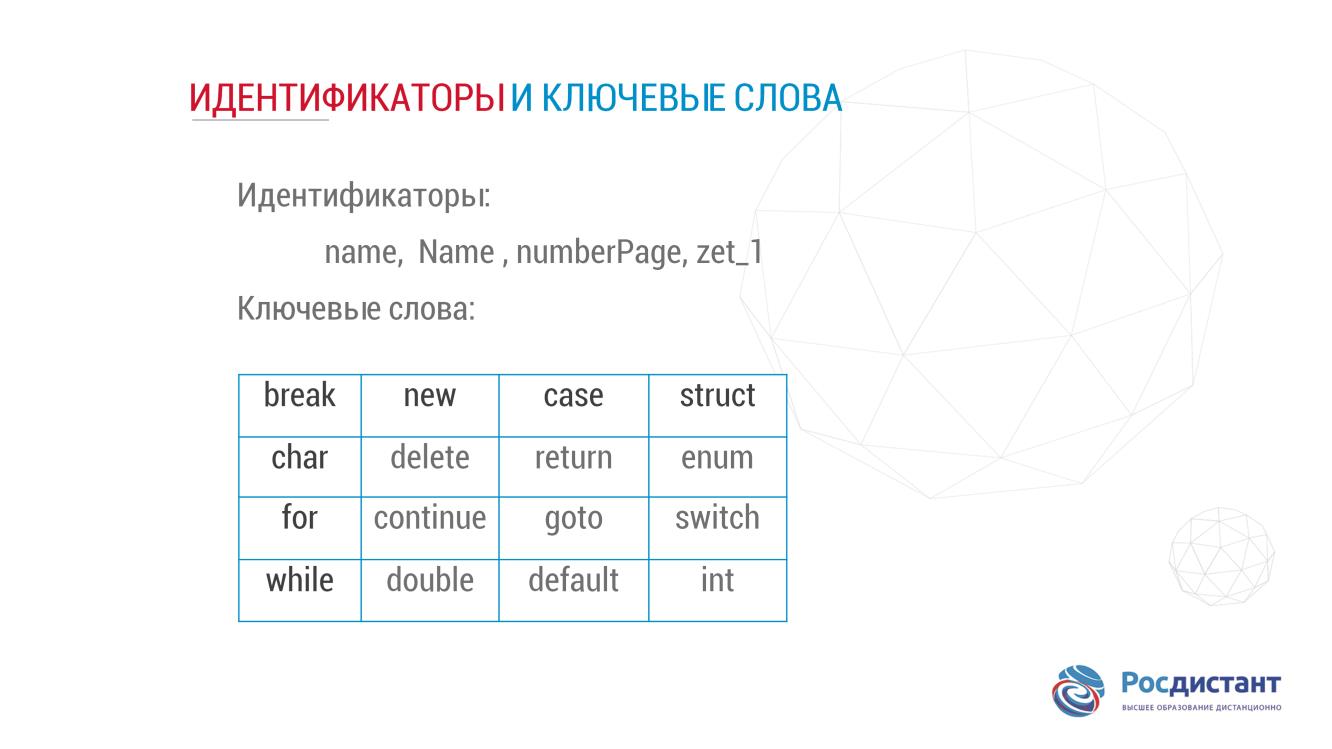 ИДЕНТИФИКАТОРЫ И КЛЮЧЕВЫЕ СЛОВА
Идентификаторы:
name, Name , numberPage, zet_1
Ключевые слова:
break new case struct
char delete return enum
for continue goto switch
while double default int
Росдистант
ВЫСШЕЕ ОБРАЗОВАНИЕ ДИСТАНЦИОННО